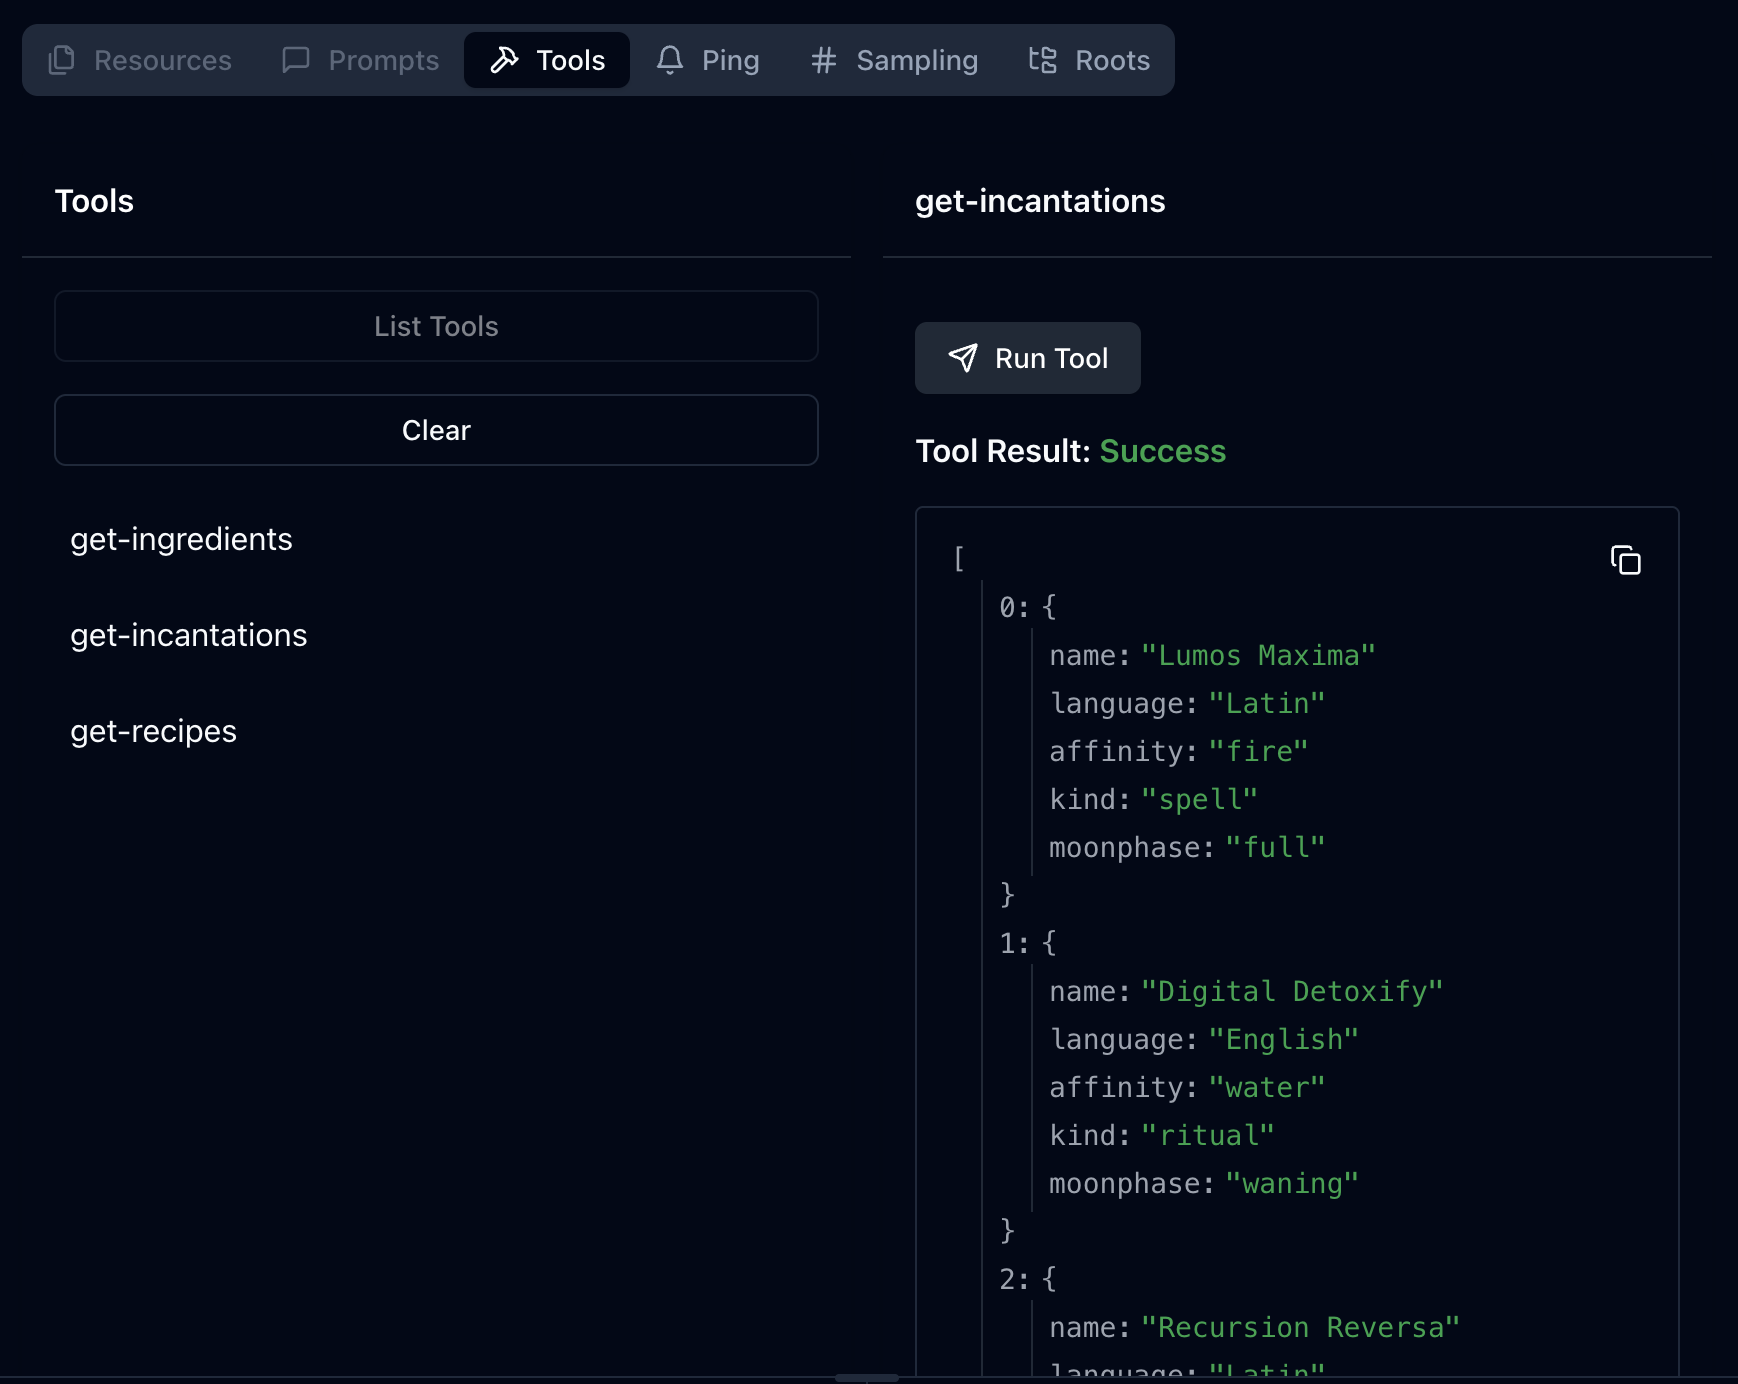 Resources Prompts Tools Ping Sampling Roots
Tools
List Tools
Clear
get-ingredients
get-incantations
get-recipes
get-incantations
Run Tool
Tool Result: Success
[
0: {
name: "Lumos Maxima"
language: "Latin"
affinity: "fire"
kind: "spell"
moonphase: "full"
}
1: {
name: "Digital Detoxify"
language: "English"
affinity: "water"
kind: "ritual"
moonphase: "waning"
}
2: {
name: "Recursion Reversa"
language: "Latin"